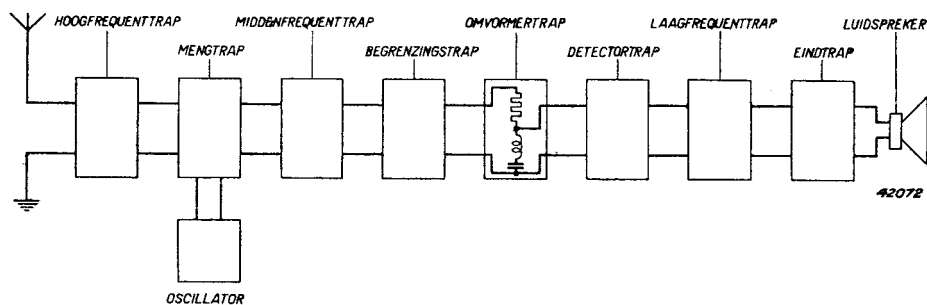 HOOGFREQUENTTRAP
MENGTRAP
MIDDENFREQUENTTRAP
BEGRENZINGSTRAP
OMVORMERTRAP
DETECTORTRAP
LAAGFREQUENTTRAP
EINDTRAP
LUIDSPREKER
42072
OSCILLATOR